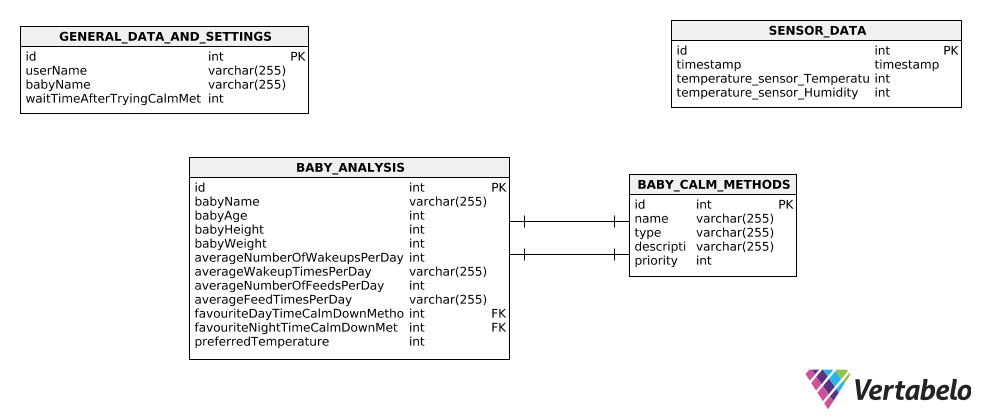 GENERAL_DATA_AND_SETTINGS
id int PK
userName varchar(255)
babyName varchar(255)
waitTimeAfterTryingCalmMet int
SENSOR_DATA
id int PK
timestamp timestamp
temperature_sensor_Temperatu int
temperature_sensor_Humidity int
BABY_ANALYSIS
id int PK
babyName varchar(255)
babyAge int
babyHeight int
babyWeight int
averageNumberOfWakeupsPerDay int
averageWakeupTimesPerDay varchar(255)
averageNumberOfFeedsPerDay int
averageFeedTimesPerDay varchar(255)
favouriteDayTimeCalmDownMetho int FK
favouriteNightTimeCalmDownMet int FK
preferredTemperature int
BABY_CALM_METHODS
id int PK
name varchar(255)
type varchar(255)
descripti varchar(255)
priority int
Vertabelo